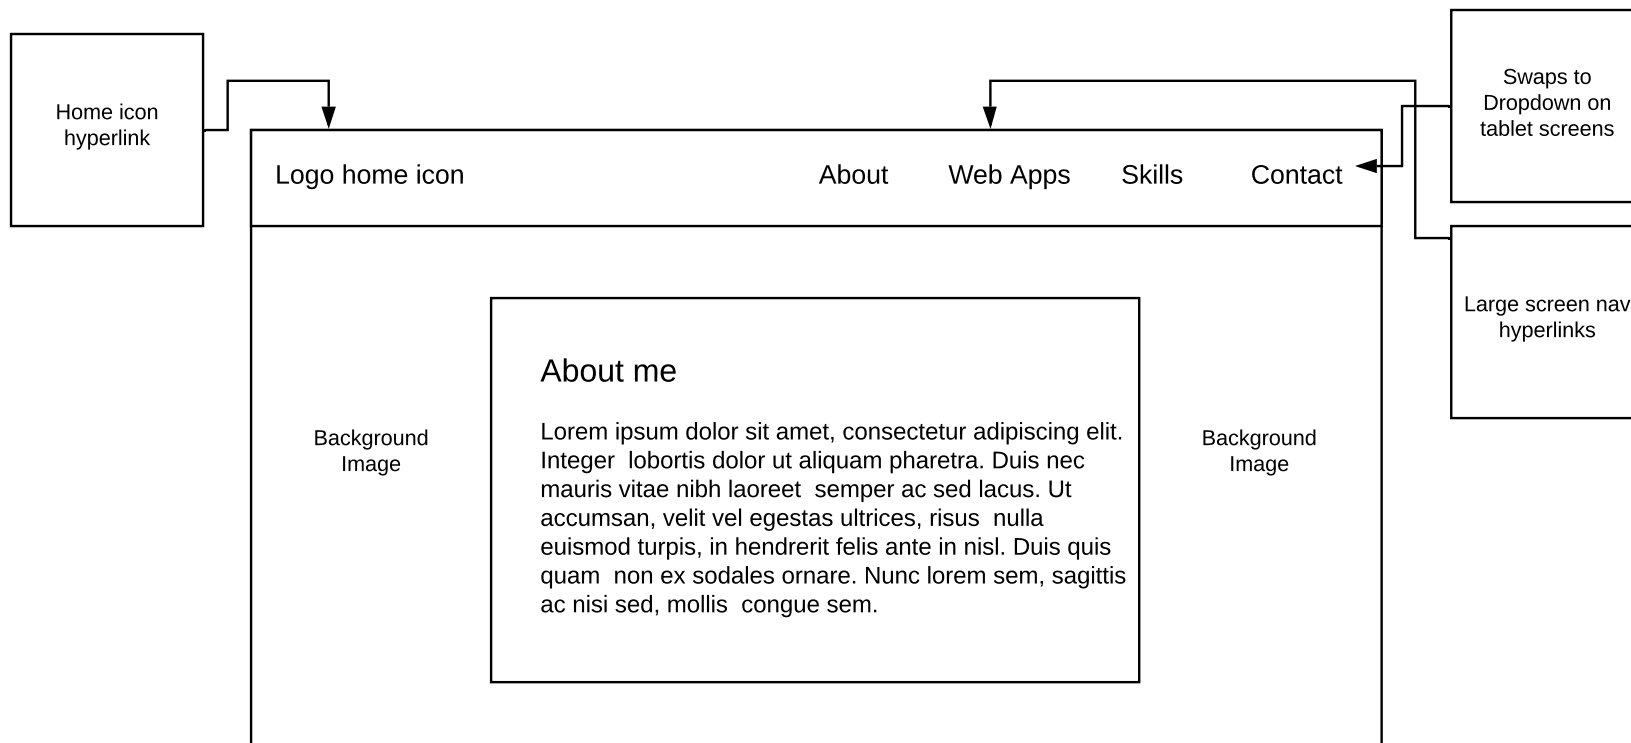 Home icon
hyperlink
Swaps to
Dropdown on
tablet screens
Logo home icon
About
Web Apps
Skills
Contact
Large screen nav
hyperlinks
About me
Lorem ipsum dolor sit amet, consectetur adipiscing elit.
Integer  lobortis dolor ut aliquam pharetra. Duis nec
mauris vitae nibh laoreet  semper ac sed lacus. Ut
accumsan, velit vel egestas ultrices, risus  nulla
euismod turpis, in hendrerit felis ante in nisl. Duis quis
quam  non ex sodales ornare. Nunc lorem sem, sagittis
ac nisi sed, mollis  congue sem.
Background
Image
Background
Image